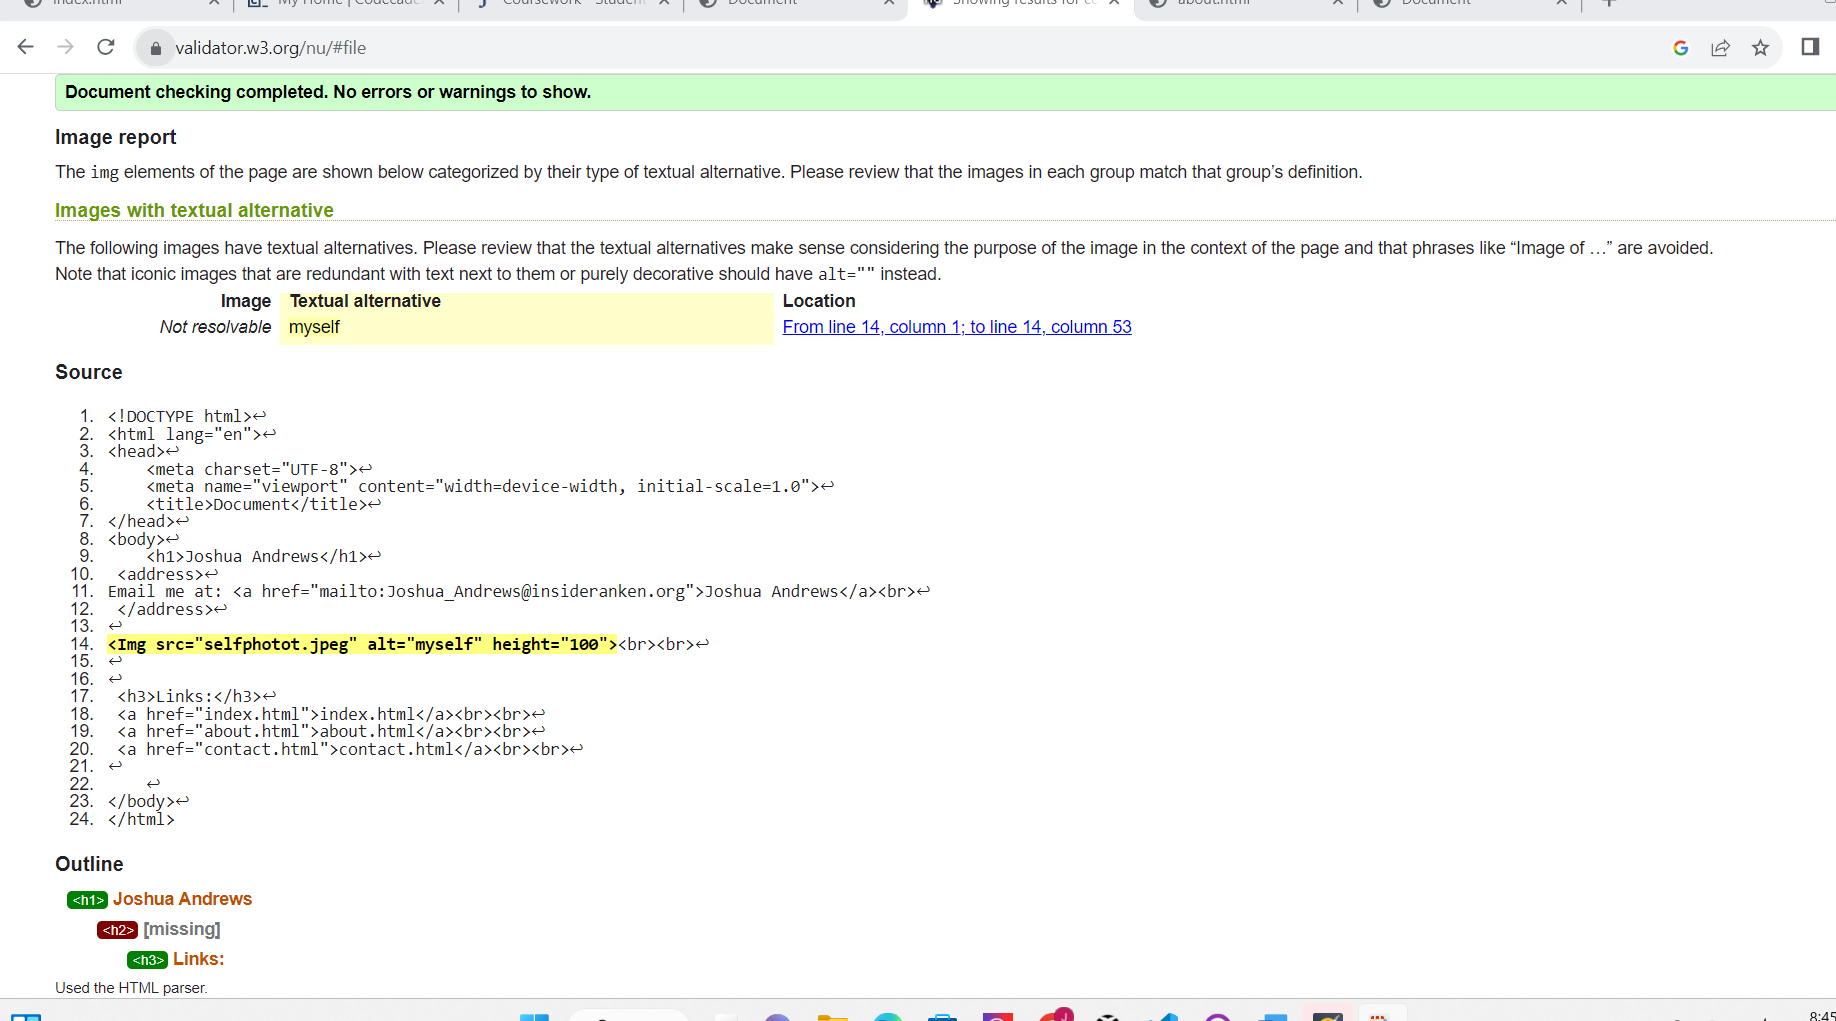 index.html
My Home | Codecade
Coursework - Student
Document
Showing results for co
about.html
Document
validator.w3.org/nu/#file
Document checking completed. No errors or warnings to show.
Image report
The img elements of the page are shown below categorized by their type of textual alternative. Please review that the images in each group match that group’s definition.
Images with textual alternative
The following images have textual alternatives. Please review that the textual alternatives make sense considering the purpose of the image in the context of the page and that phrases like “Image of …” are avoided.
Note that iconic images that are redundant with text next to them or purely decorative should have alt="" instead.
Image Textual alternative Location
Not resolvable myself From line 14, column 1; to line 14, column 53
Source
1. <!DOCTYPE html>↩
2. <html lang="en">↩
3. <head>↩
4. <meta charset="UTF-8">↩
5. <meta name="viewport" content="width=device-width, initial-scale=1.0">↩
6. <title>Document</title>↩
7. </head>↩
8. <body>↩
9. <h1>Joshua Andrews</h1>↩
10. <address>↩
11. Email me at: <a href="mailto:Joshua_Andrews@insideranken.org">Joshua Andrews</a><br>↩
12. </address>↩
13. ↩
14. <Img src="selfphotot.jpeg" alt="myself" height="100"><br><br>↩
15. ↩
16. ↩
17. <h3>Links:</h3>↩
18. <a href="index.html">index.html</a><br><br>↩
19. <a href="about.html">about.html</a><br><br>↩
20. <a href="contact.html">contact.html</a><br><br>↩
21. ↩
22. ↩
23. </body>↩
24. </html>
Outline
<h1> Joshua Andrews
<h2> [missing]
<h3> Links:
Used the HTML parser.
8:45